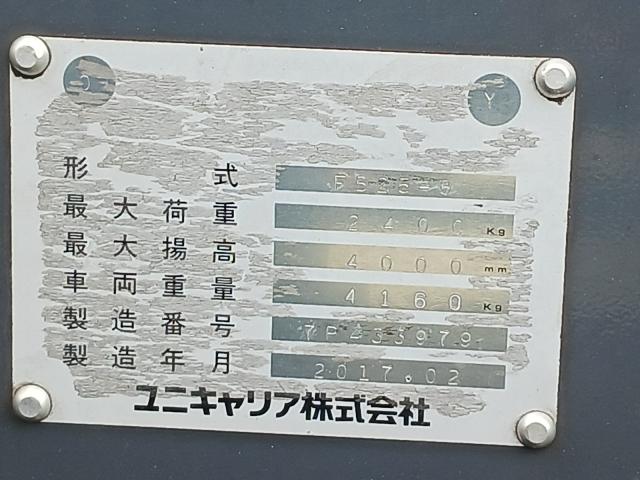 Y
形式
最大荷重 2400 Kg
最大揚高 4000 mm
車両重量 4160 Kg
製造番号
製造年月 2017.02
ユニキャリア株式会社